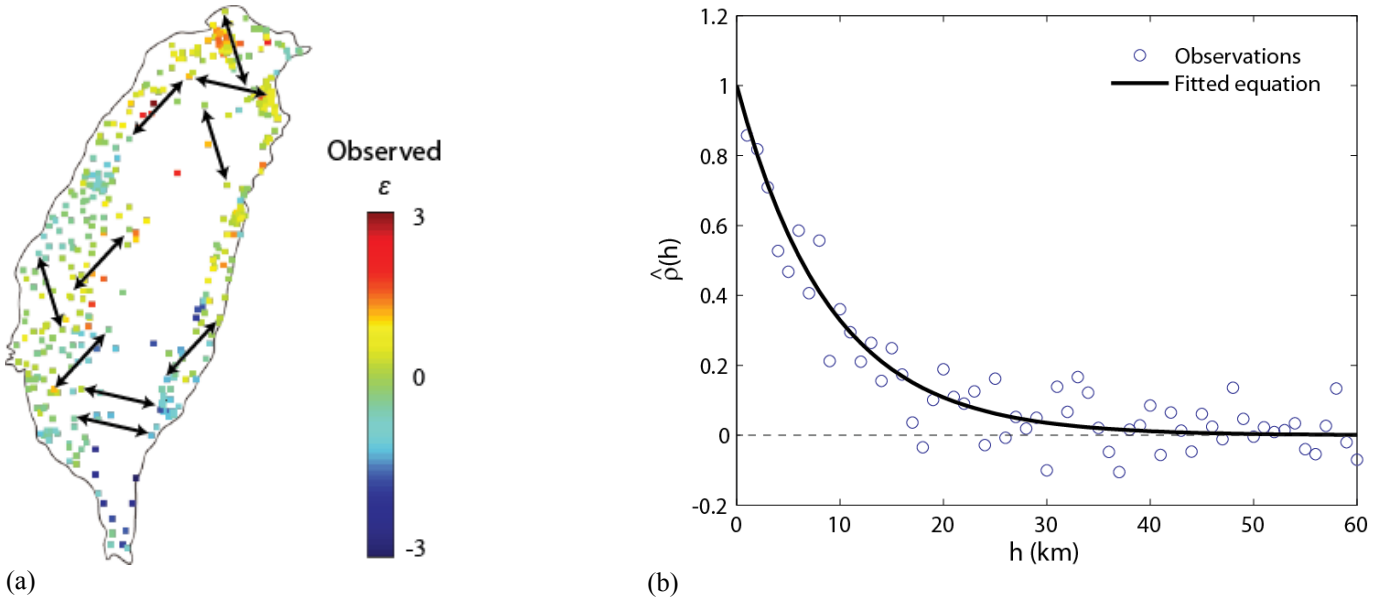 Observed
ε
3
0
-3
(a)
1.2
1
0.8
0.6
0.4
0.2
0
-0.2
ρ̂(h)
Observations
Fitted equation
0 10 20 30 40 50 60
h (km)
(b)